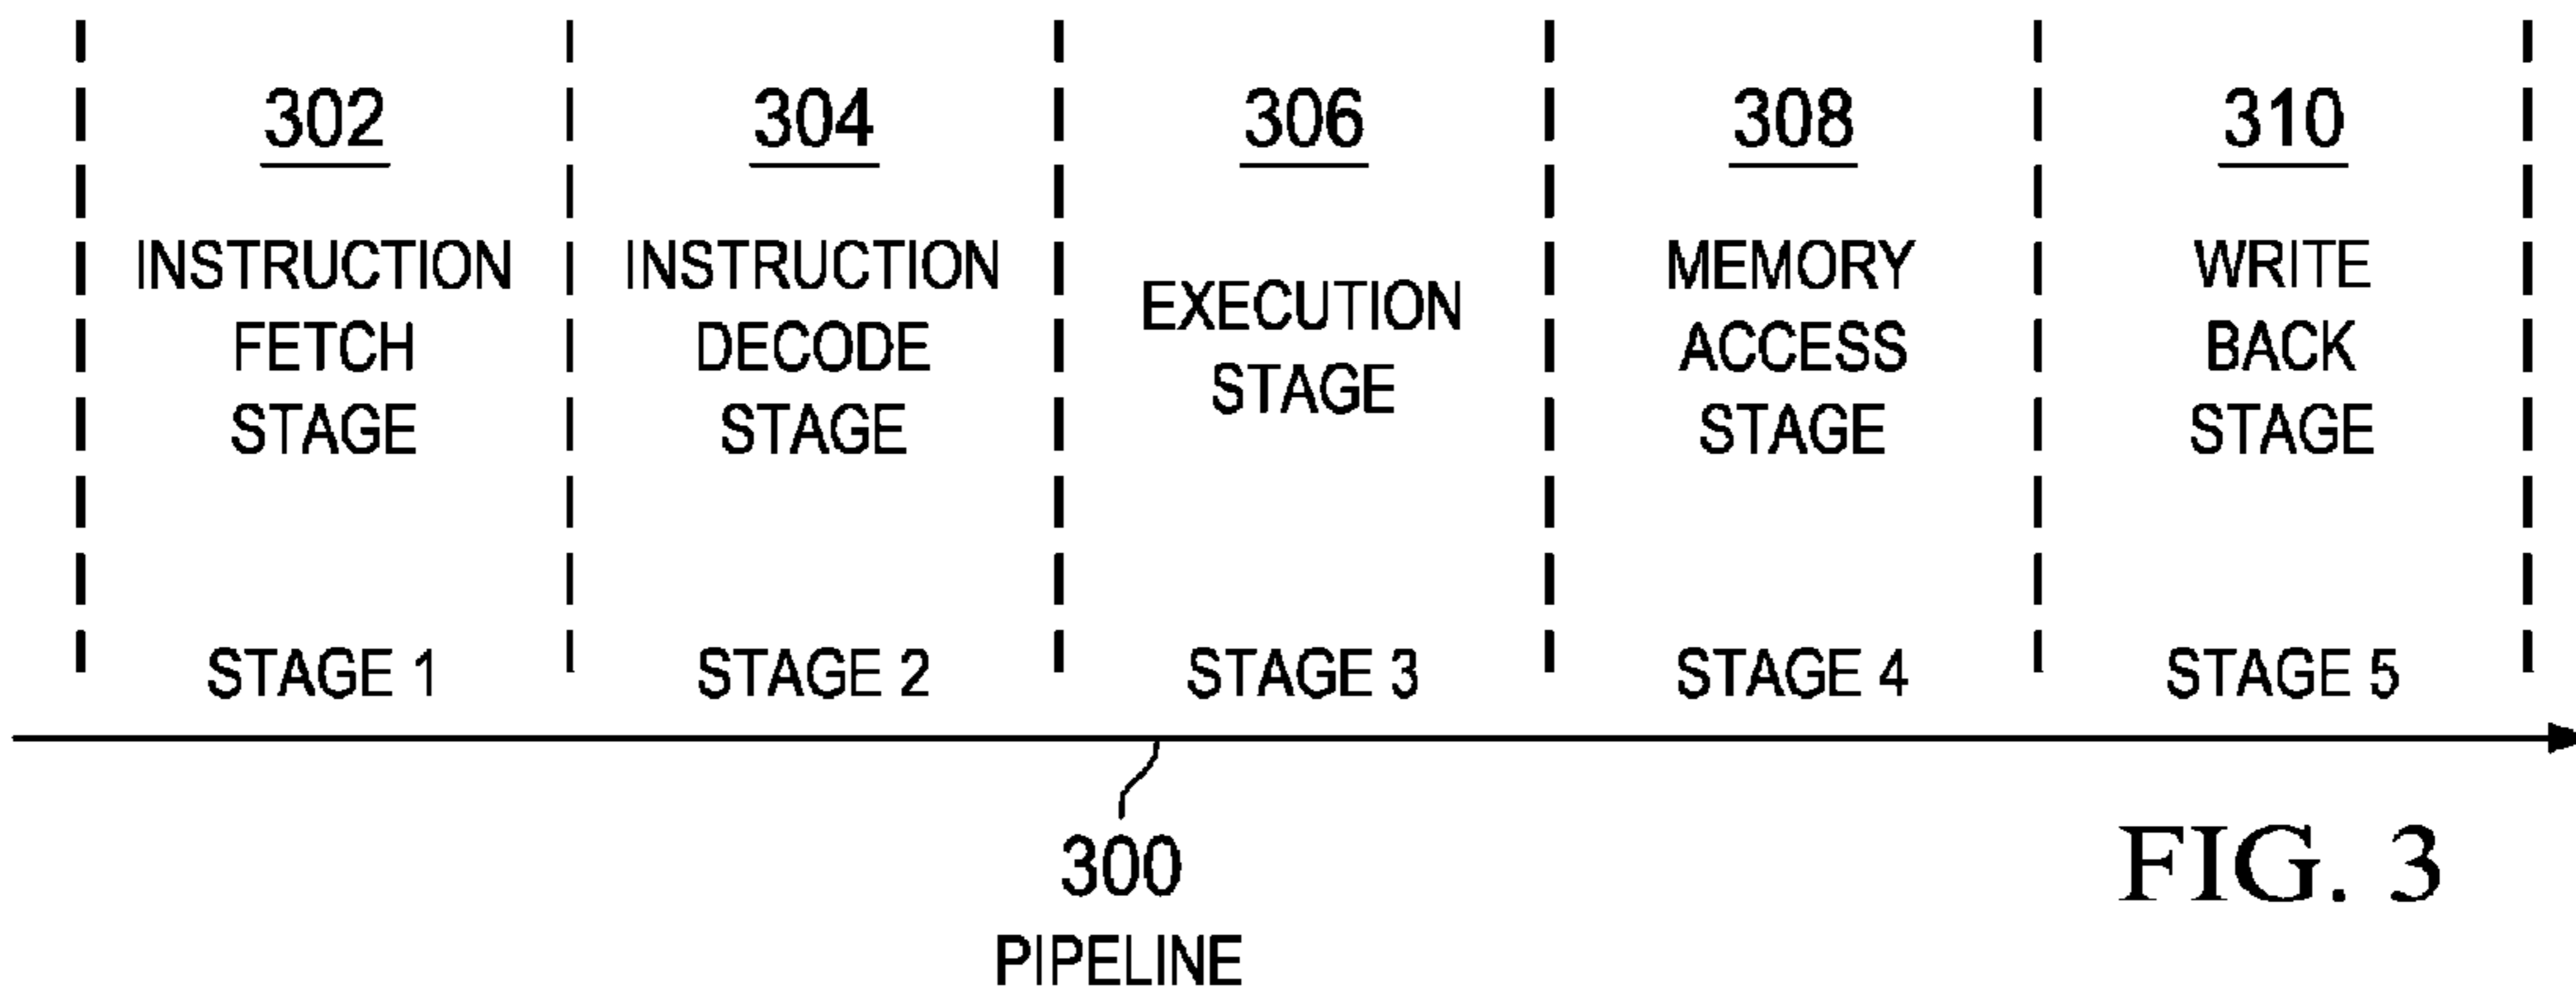 302
INSTRUCTION
FETCH
STAGE
STAGE 1
304
INSTRUCTION
DECODE
STAGE
STAGE 2
306
EXECUTION
STAGE
STAGE 3
308
MEMORY
ACCESS
STAGE
STAGE 4
310
WRITE
BACK
STAGE
STAGE 5
300
PIPELINE
FIG. 3